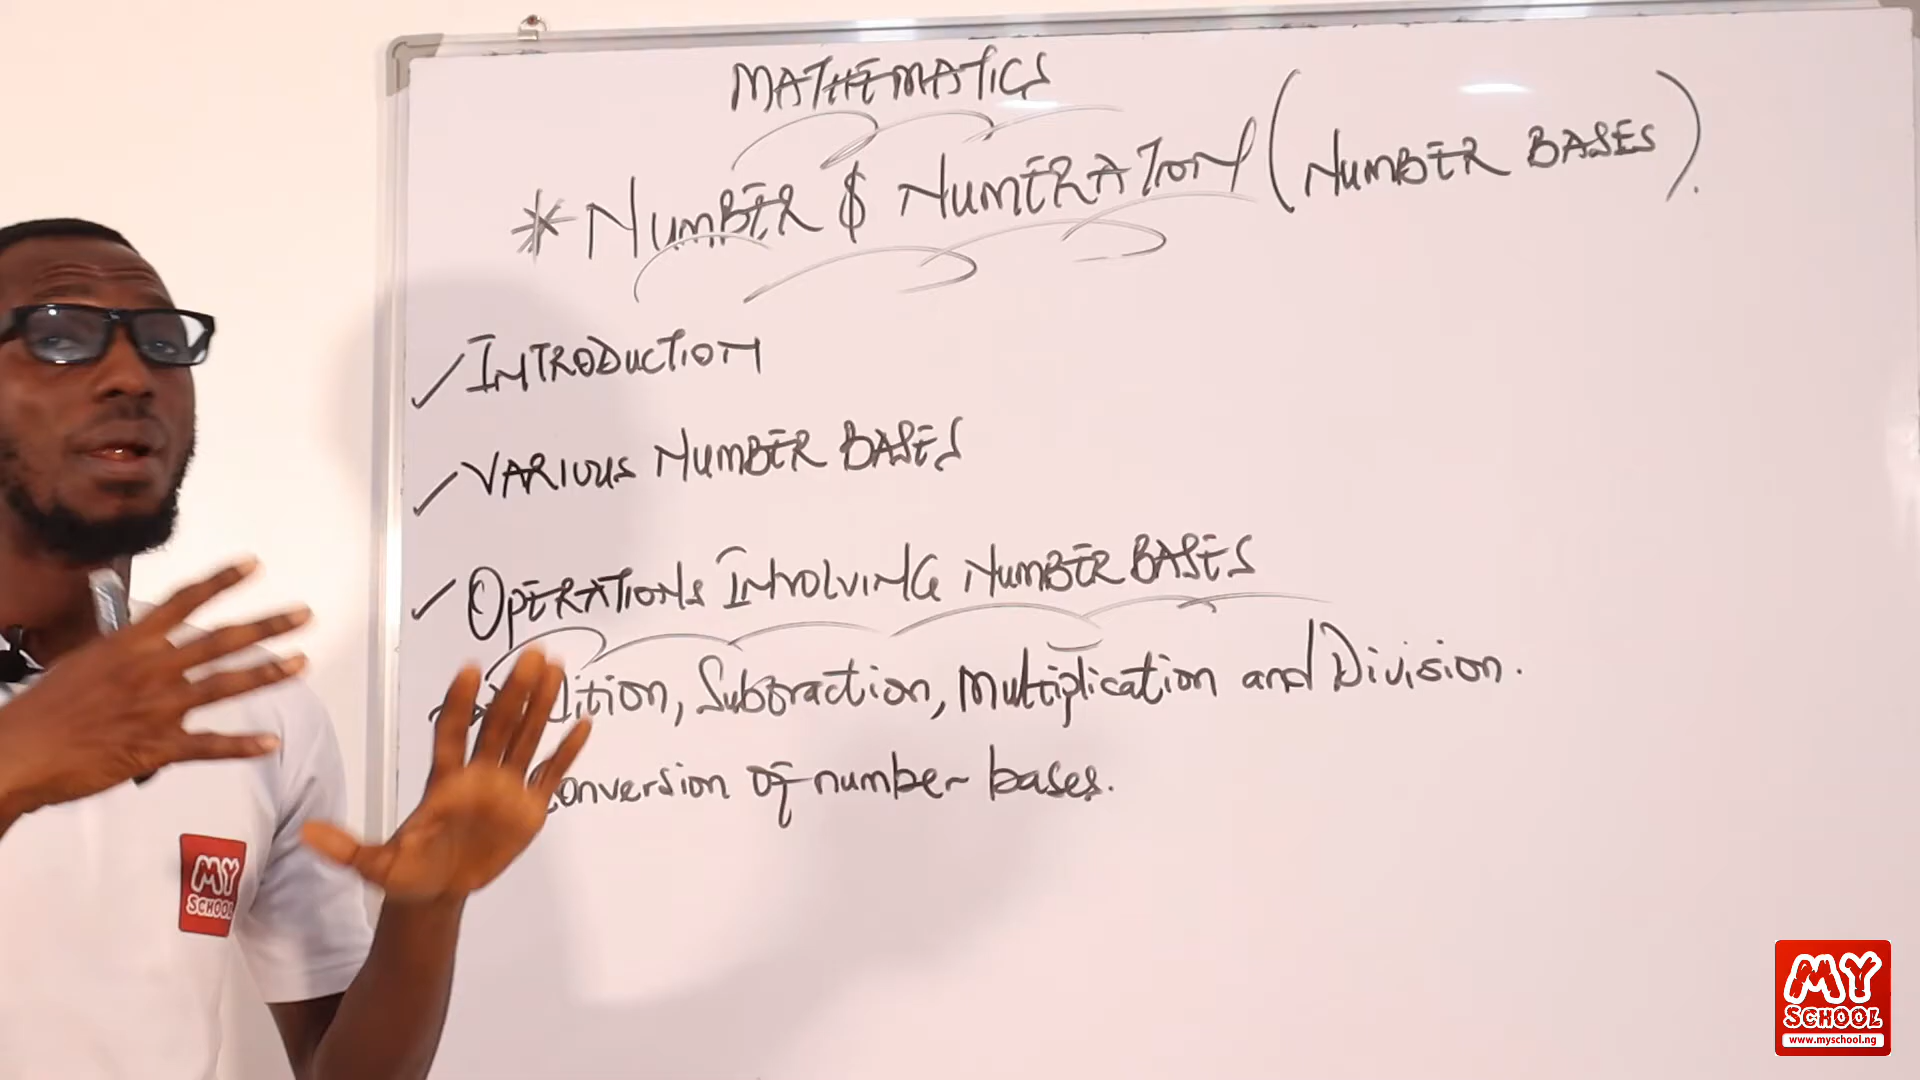 MATHEMATICS
*NUMBER & NUMERATION (NUMBER BASES).
✓INTRODUCTION
✓VARIOUS NUMBER BASES
✓OPERATIONS INVOLVING NUMBER BASES
Subtraction, Multiplication and Division.
Conversion of number bases.
MY
SCHOOL
MY
SCHOOL
www.myschool.ng